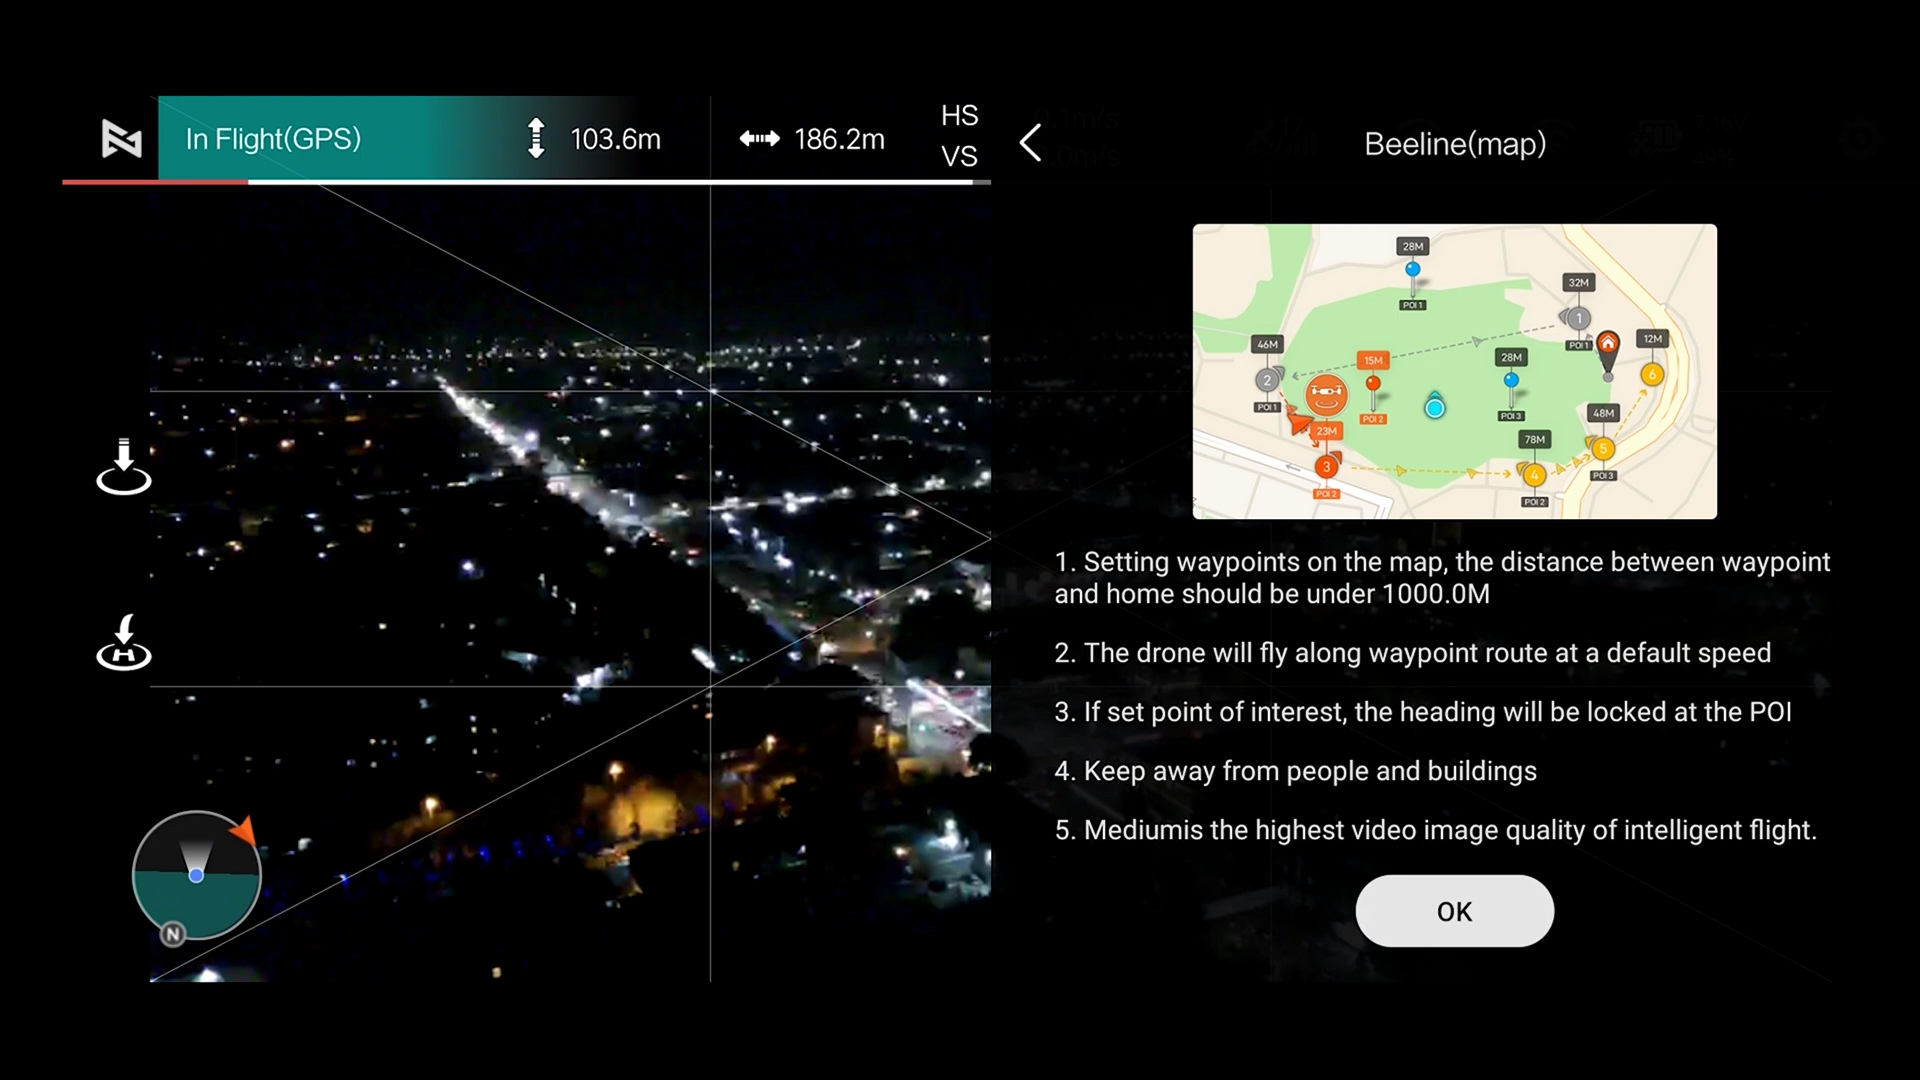 In Flight(GPS)
103.6m
186.2m
HS
VS
Beeline(map)
28M
POI 1
32M
1
POI 1
46M
2
POI 1
15M
POI 2
28M
POI 3
12M
6
23M
3
POI 2
48M
5
POI 3
78M
4
POI 2
1. Setting waypoints on the map, the distance between waypoint
and home should be under 1000.0M
2. The drone will fly along waypoint route at a default speed
3. If set point of interest, the heading will be locked at the POI
4. Keep away from people and buildings
5. Mediumis the highest video image quality of intelligent flight.
OK
H
N